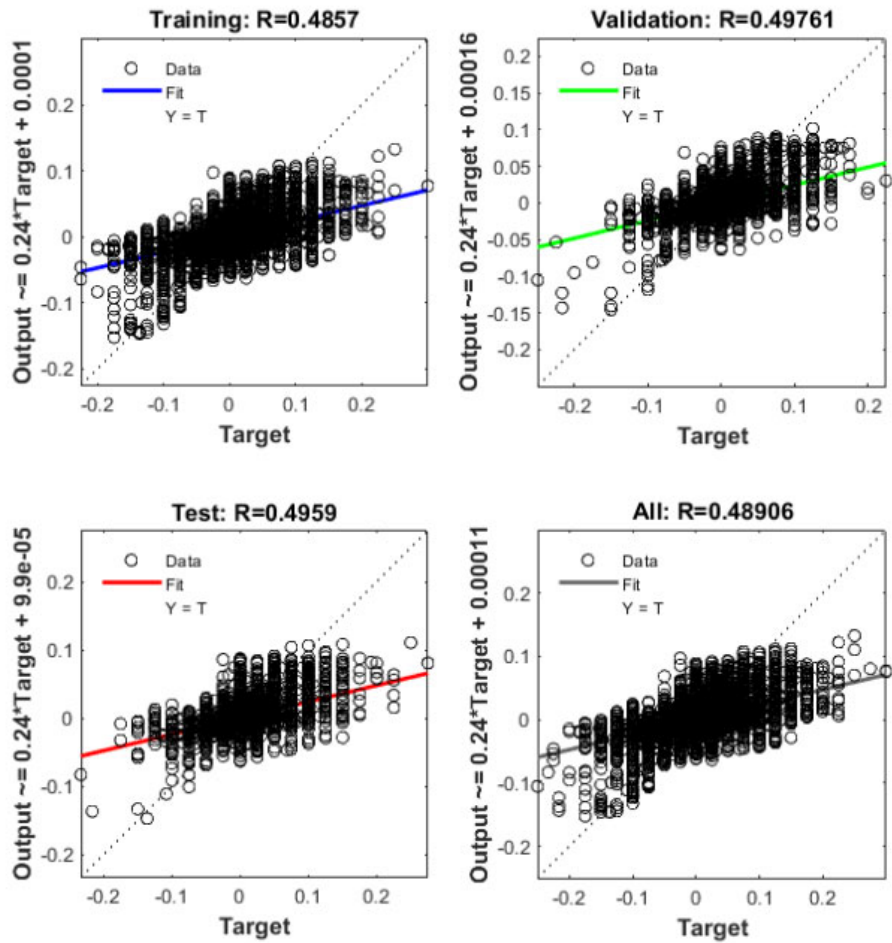 Training: R=0.4857
Output ~= 0.24*Target + 0.0001
Data
Fit
Y = T
0.2
0.1
0
-0.1
-0.2
-0.2 -0.1 0 0.1 0.2
Target
Validation: R=0.49761
Output ~= 0.24*Target + 0.00016
Data
Fit
Y = T
0.2
0.15
0.1
0.05
0
-0.05
-0.1
-0.15
-0.2
-0.2 -0.1 0 0.1 0.2
Target
Test: R=0.4959
Output ~= 0.24*Target + 9.9e-05
Data
Fit
Y = T
0.2
0.1
0
-0.1
-0.2
-0.2 -0.1 0 0.1 0.2
Target
All: R=0.48906
Output ~= 0.24*Target + 0.00011
Data
Fit
Y = T
0.2
0.1
0
-0.1
-0.2
-0.2 -0.1 0 0.1 0.2
Target